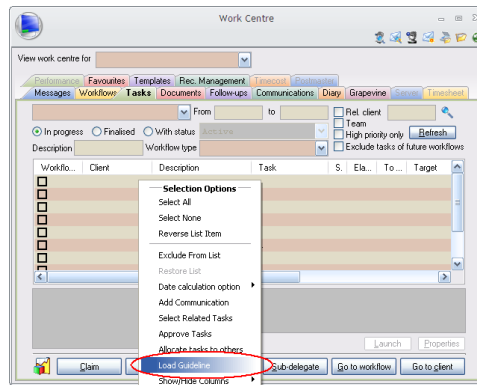 Work Centre
View work centre for
Performance Favourites Templates Rec. Management Timecost Postmaster
Messages Workflows Tasks Documents Follow-ups Communications Diary Grapevine Server Timesheet
From to Rel. client
Team
In progress Finalised With status Active High priority only Refresh
Description Workflow type Exclude tasks of future workflows
Workflo... Client Description Task S. Ela... To ... Target
Selection Options
Select All
Select None
Reverse List Item
Exclude From List
Restore List
Date calculation option
Add Communication
Select Related Tasks
Approve Tasks
Allocate tasks to others
Load Guideline
Show/Hide Columns
Launch Properties
Claim Sub-delegate Go to workflow Go to client